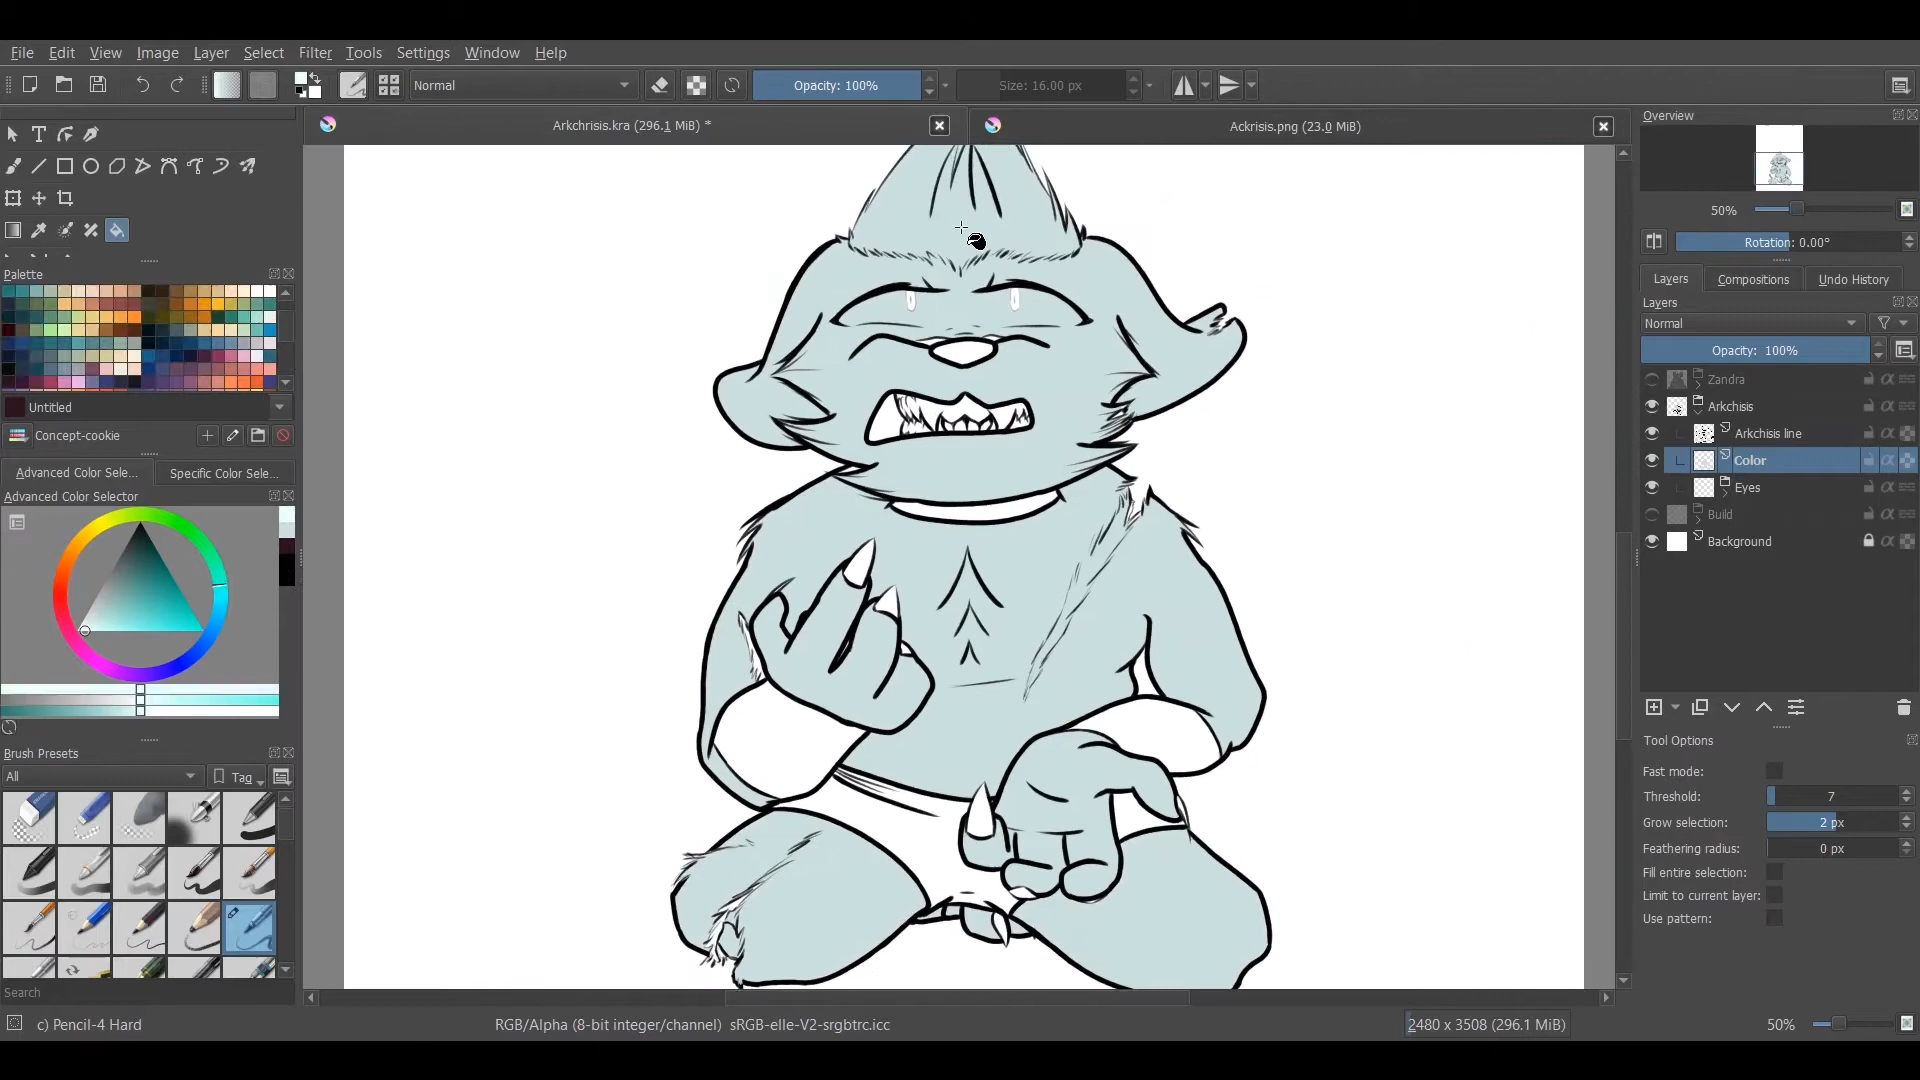 File Edit View Image Layer Select Filter Tools Settings Window Help
Normal Opacity: 100% Size: 16.00 px
Arkchrisis.kra (296.1 MiB) * Ackrisis.png (23.0 MiB)
Overview
50%
Rotation: 0.00°
Palette
Untitled
Concept-cookie
Advanced Color Sele... Specific Color Sele...
Advanced Color Selector
Brush Presets
All Tag
Search
Layers Compositions Undo History
Layers
Normal
Opacity: 100%
Zandra
Arkchisis
Arkchisis line
Color
Eyes
Build
Background
Tool Options
Fast mode:
Threshold: 7
Grow selection: 2 px
Feathering radius: 0 px
Fill entire selection:
Limit to current layer:
Use pattern:
c) Pencil-4 Hard RGB/Alpha (8-bit integer/channel) sRGB-elle-V2-srgbtrc.icc 2480 x 3508 (296.1 MiB) 50%